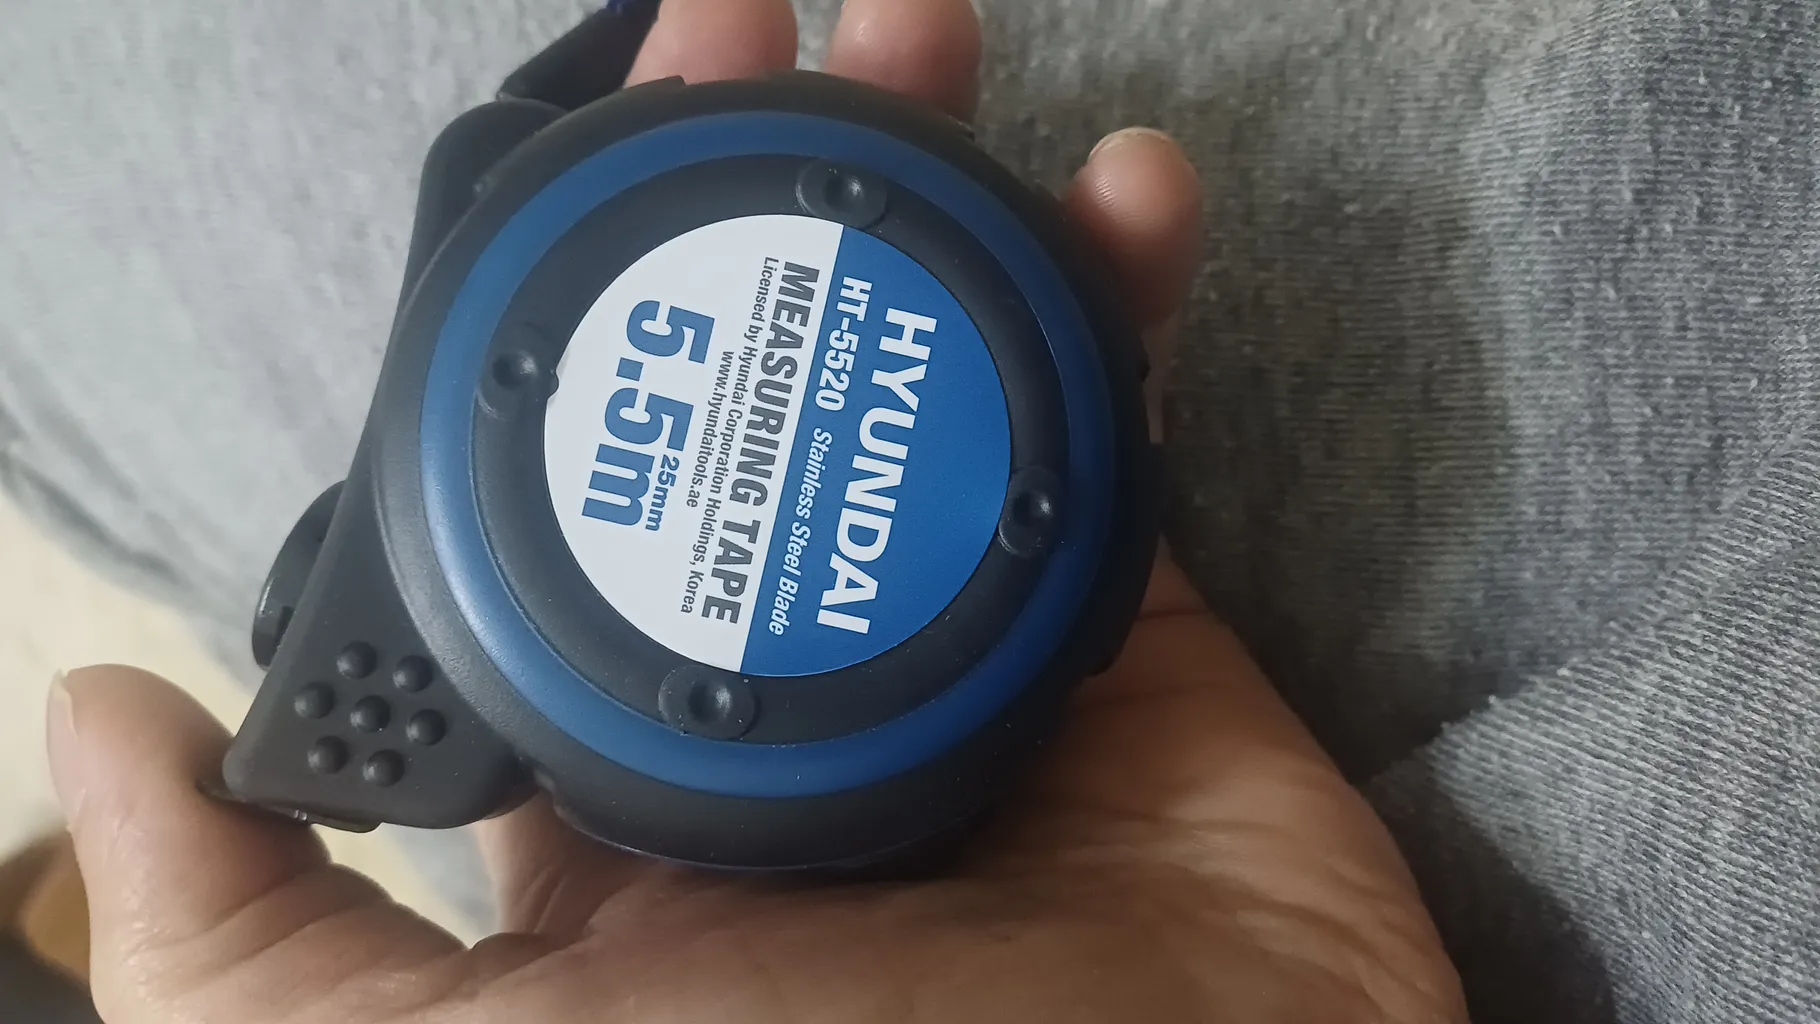 HYUNDAI
HT-5520 Stainless Steel Blade
MEASURING TAPE
Licensed by Hyundai Corporation Holdings, Korea
www.hyundaitools.ae
5.5m
25mm